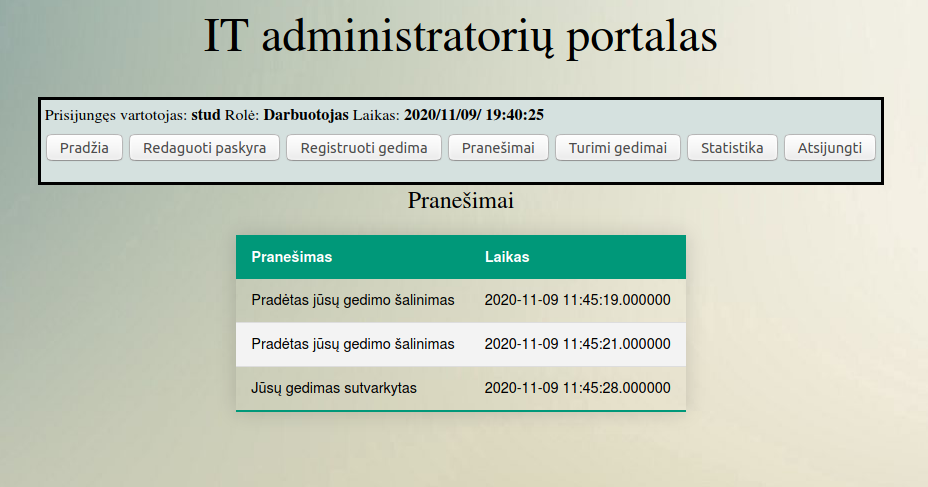 IT administratorių portalas
Prisijungęs vartotojas: stud Rolė: Darbuotojas Laikas: 2020/11/09/ 19:40:25
Pradžia Redaguoti paskyra Registruoti gedima Pranešimai Turimi gedimai Statistika Atsijungti
Pranešimai
Pranešimas Laikas
Pradėtas jūsų gedimo šalinimas 2020-11-09 11:45:19.000000
Pradėtas jūsų gedimo šalinimas 2020-11-09 11:45:21.000000
Jūsų gedimas sutvarkytas 2020-11-09 11:45:28.000000